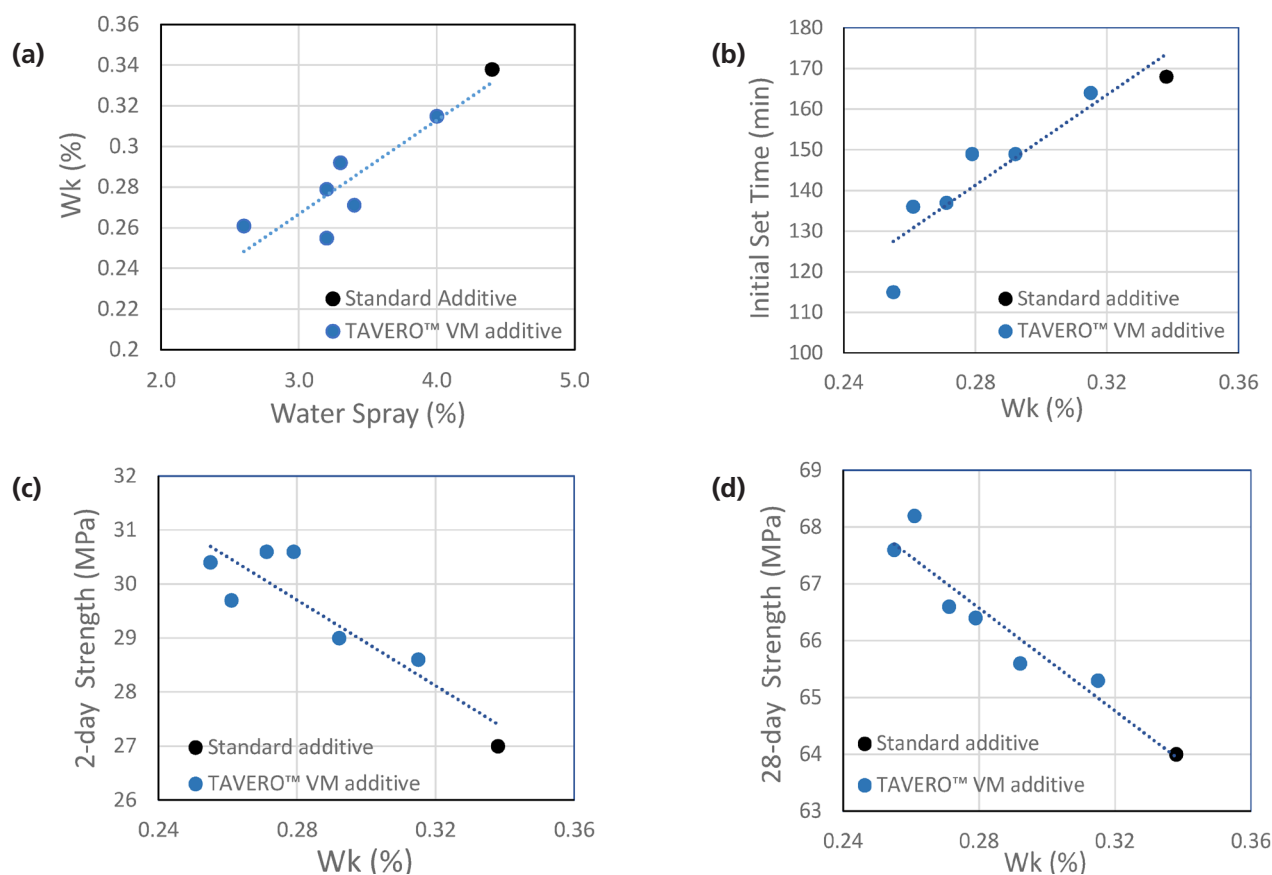 (a)
0.36
0.34
0.32
0.3
0.28
0.26
0.24
0.22
0.2
Wk (%)
Standard Additive
TAVERO™ VM additive
2.0 3.0 4.0 5.0
Water Spray (%)
(b)
180
170
160
150
140
130
120
110
100
Initial Set Time (min)
Standard additive
TAVERO™ VM additive
0.24 0.28 0.32 0.36
Wk (%)
(c)
32
31
30
29
28
27
26
2-day Strength (MPa)
Standard additive
TAVERO™ VM additive
0.24 0.28 0.32 0.36
Wk (%)
(d)
69
68
67
66
65
64
63
28-day Strength (MPa)
Standard additive
TAVERO™ VM additive
0.24 0.28 0.32 0.36
Wk (%)